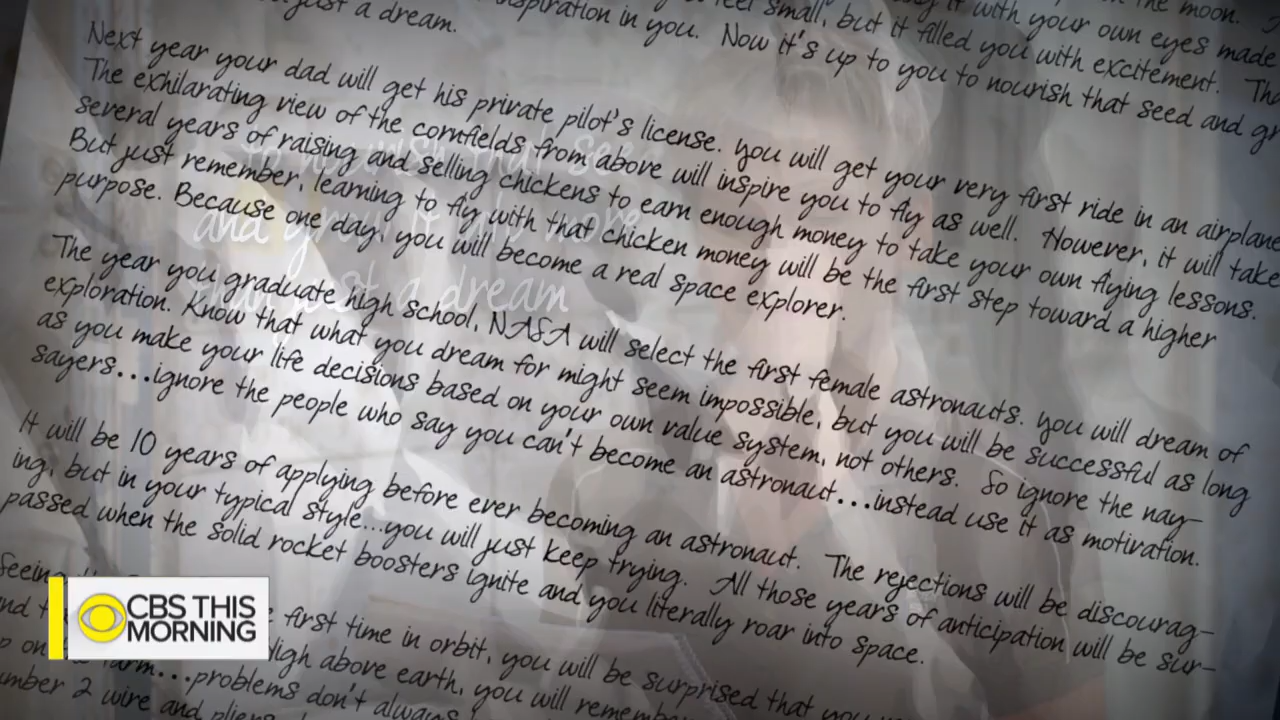 the moon.
feel small, but it filled you with excitement.
it with your own eyes made
just a dream.
inspiration in you. Now it's up to you to nourish that seed and
Next year your dad will get his private pilot's license. you will get your very first ride in an airplane
The exhilarating view of the cornfields from above will inspire you to fly as well. However, it will take
several years of raising and selling chickens to earn enough money to take your own flying lessons.
But just remember, learning to fly with that chicken money will be the first step toward a higher
purpose. Because one day, you will become a real space explorer.
The year you graduate high school, NASA will select the first female astronauts. you will dream of
exploration. Know that what you dream for might seem impossible, but you will be successful as long
as you make your life decisions based on your own value system, not others. So ignore the nay-
sayers...ignore the people who say you can't become an astronaut...instead use it as motivation.
It will be 10 years of applying before ever becoming an astronaut. The rejections will be discourag-
ing, but in your typical style...you will just keep trying. All those years of anticipation will be sur-
passed when the solid rocket boosters ignite and you literally roar into space.
Seeing
first time in orbit, you will be surprised that
high above earth, you will remember
farm...problems don't always
2 wire and pliers
nourish that seed
and grow it into more
than just a dream
CBS THIS
MORNING